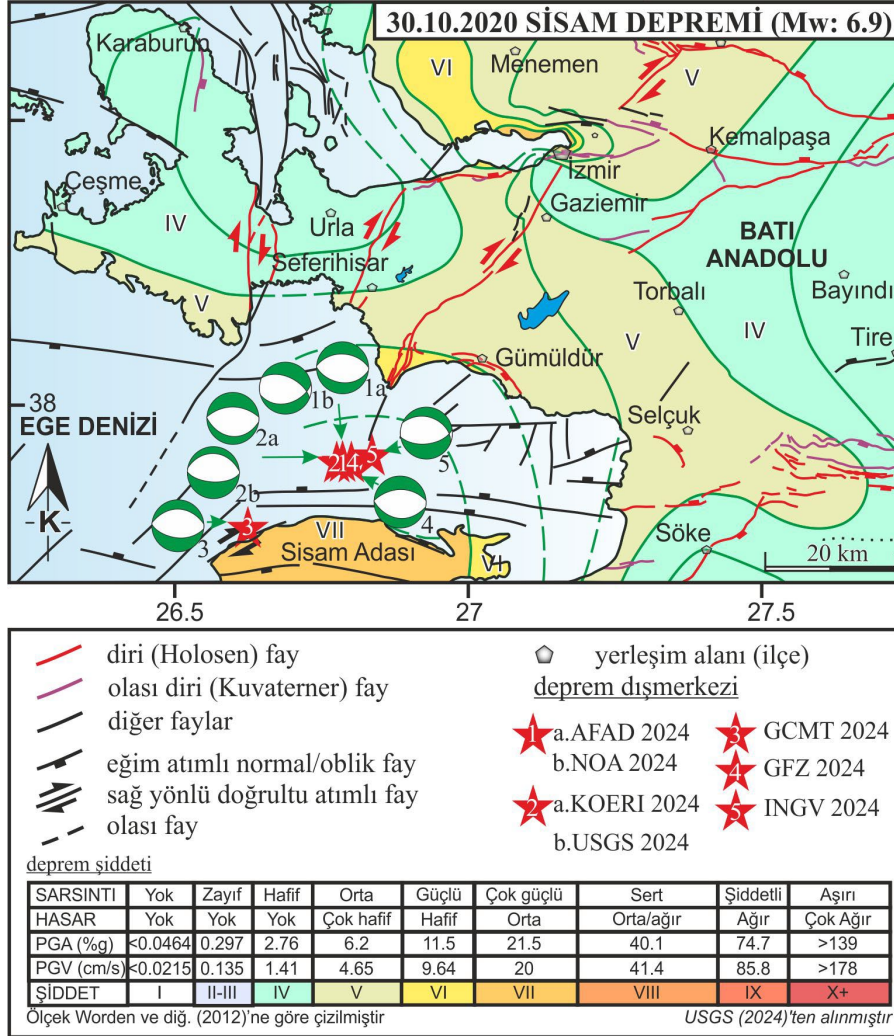 30.10.2020 SİSAM DEPREMİ (Mw: 6.9)
Karaburun
VI
Menemen
V
Kemalpaşa
İzmir
Çeşme
Gaziemir
IV
Urla
BATI
ANADOLU
Seferihisar
Torbalı
Bayındı
V
V
IV
Tire
Gümüldür
1a
1b
38
EGE DENİZİ
2a
Selçuk
5
214
5
2b
4
K
3
3
VII
Sisam Adası
VI
Söke
20 km
26.5
27
27.5
diri (Holosen) fay
olası diri (Kuvaterner) fay
diğer faylar
eğim atımlı normal/oblik fay
sağ yönlü doğrultu atımlı fay
olası fay
yerleşim alanı (ilçe)
deprem dışmerkezi
1 a.AFAD 2024
b.NOA 2024
2 a.KOERI 2024
b.USGS 2024
3 GCMT 2024
4 GFZ 2024
5 INGV 2024
deprem şiddeti
SARSINTI Yok Zayıf Hafif Orta Güçlü Çok güçlü Sert Şiddetli Aşırı
HASAR Yok Yok Yok Çok hafif Hafif Orta Orta/ağır Ağır Çok Ağır
PGA (%g) <0.0464 0.297 2.76 6.2 11.5 21.5 40.1 74.7 >139
PGV (cm/s) <0.0215 0.135 1.41 4.65 9.64 20 41.4 85.8 >178
ŞİDDET I II-III IV V VI VII VIII IX X+
Ölçek Worden ve diğ. (2012)'ne göre çizilmiştir
USGS (2024)'ten alınmıştır